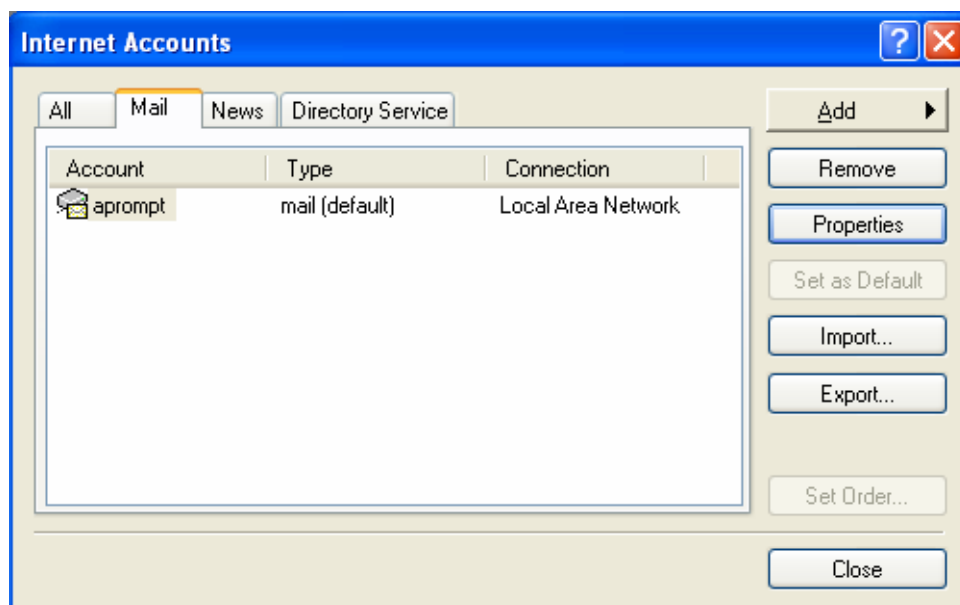 Internet Accounts
?
All Mail News Directory Service
Add
Account Type Connection
Remove
aprompt mail (default) Local Area Network
Properties
Set as Default
Import...
Export...
Set Order...
Close